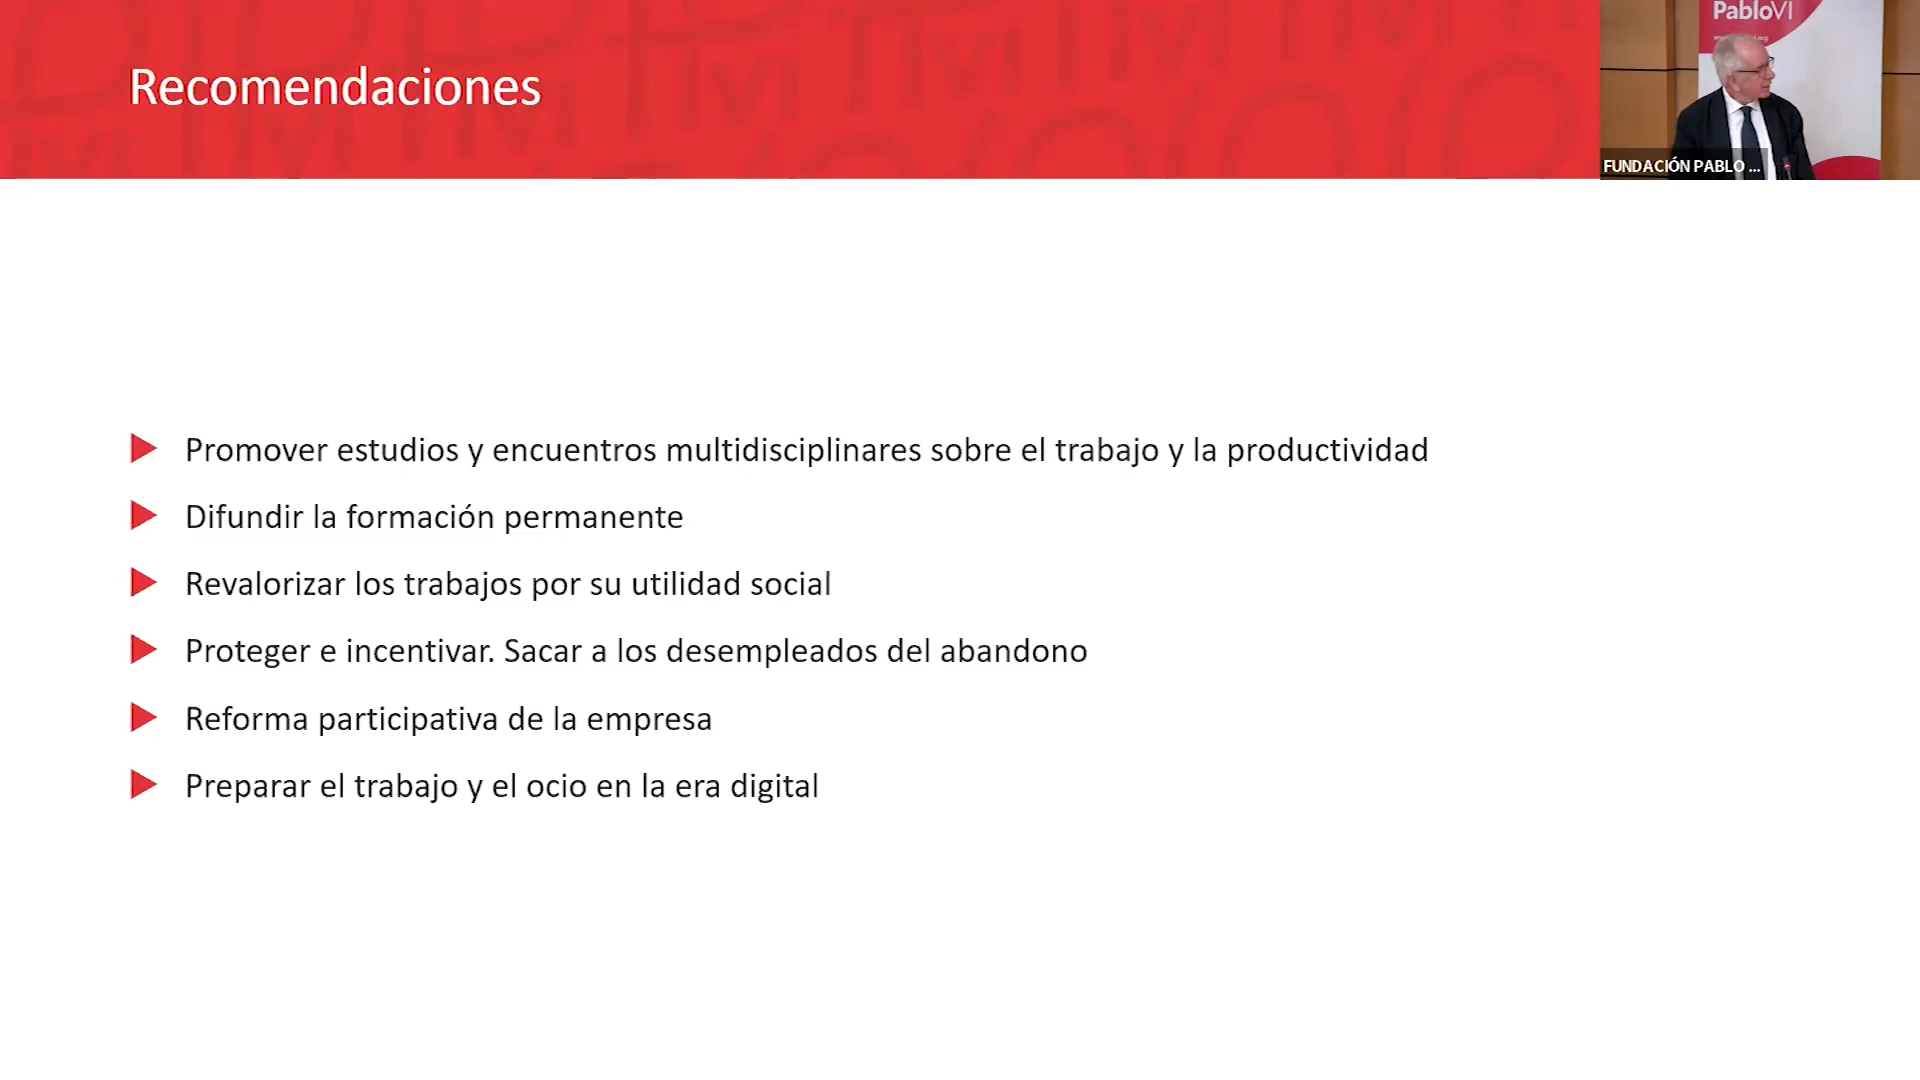 Recomendaciones
PabloVI
FUNDACIÓN PABLO ...
Promover estudios y encuentros multidisciplinares sobre el trabajo y la productividad
Difundir la formación permanente
Revalorizar los trabajos por su utilidad social
Proteger e incentivar. Sacar a los desempleados del abandono
Reforma participativa de la empresa
Preparar el trabajo y el ocio en la era digital